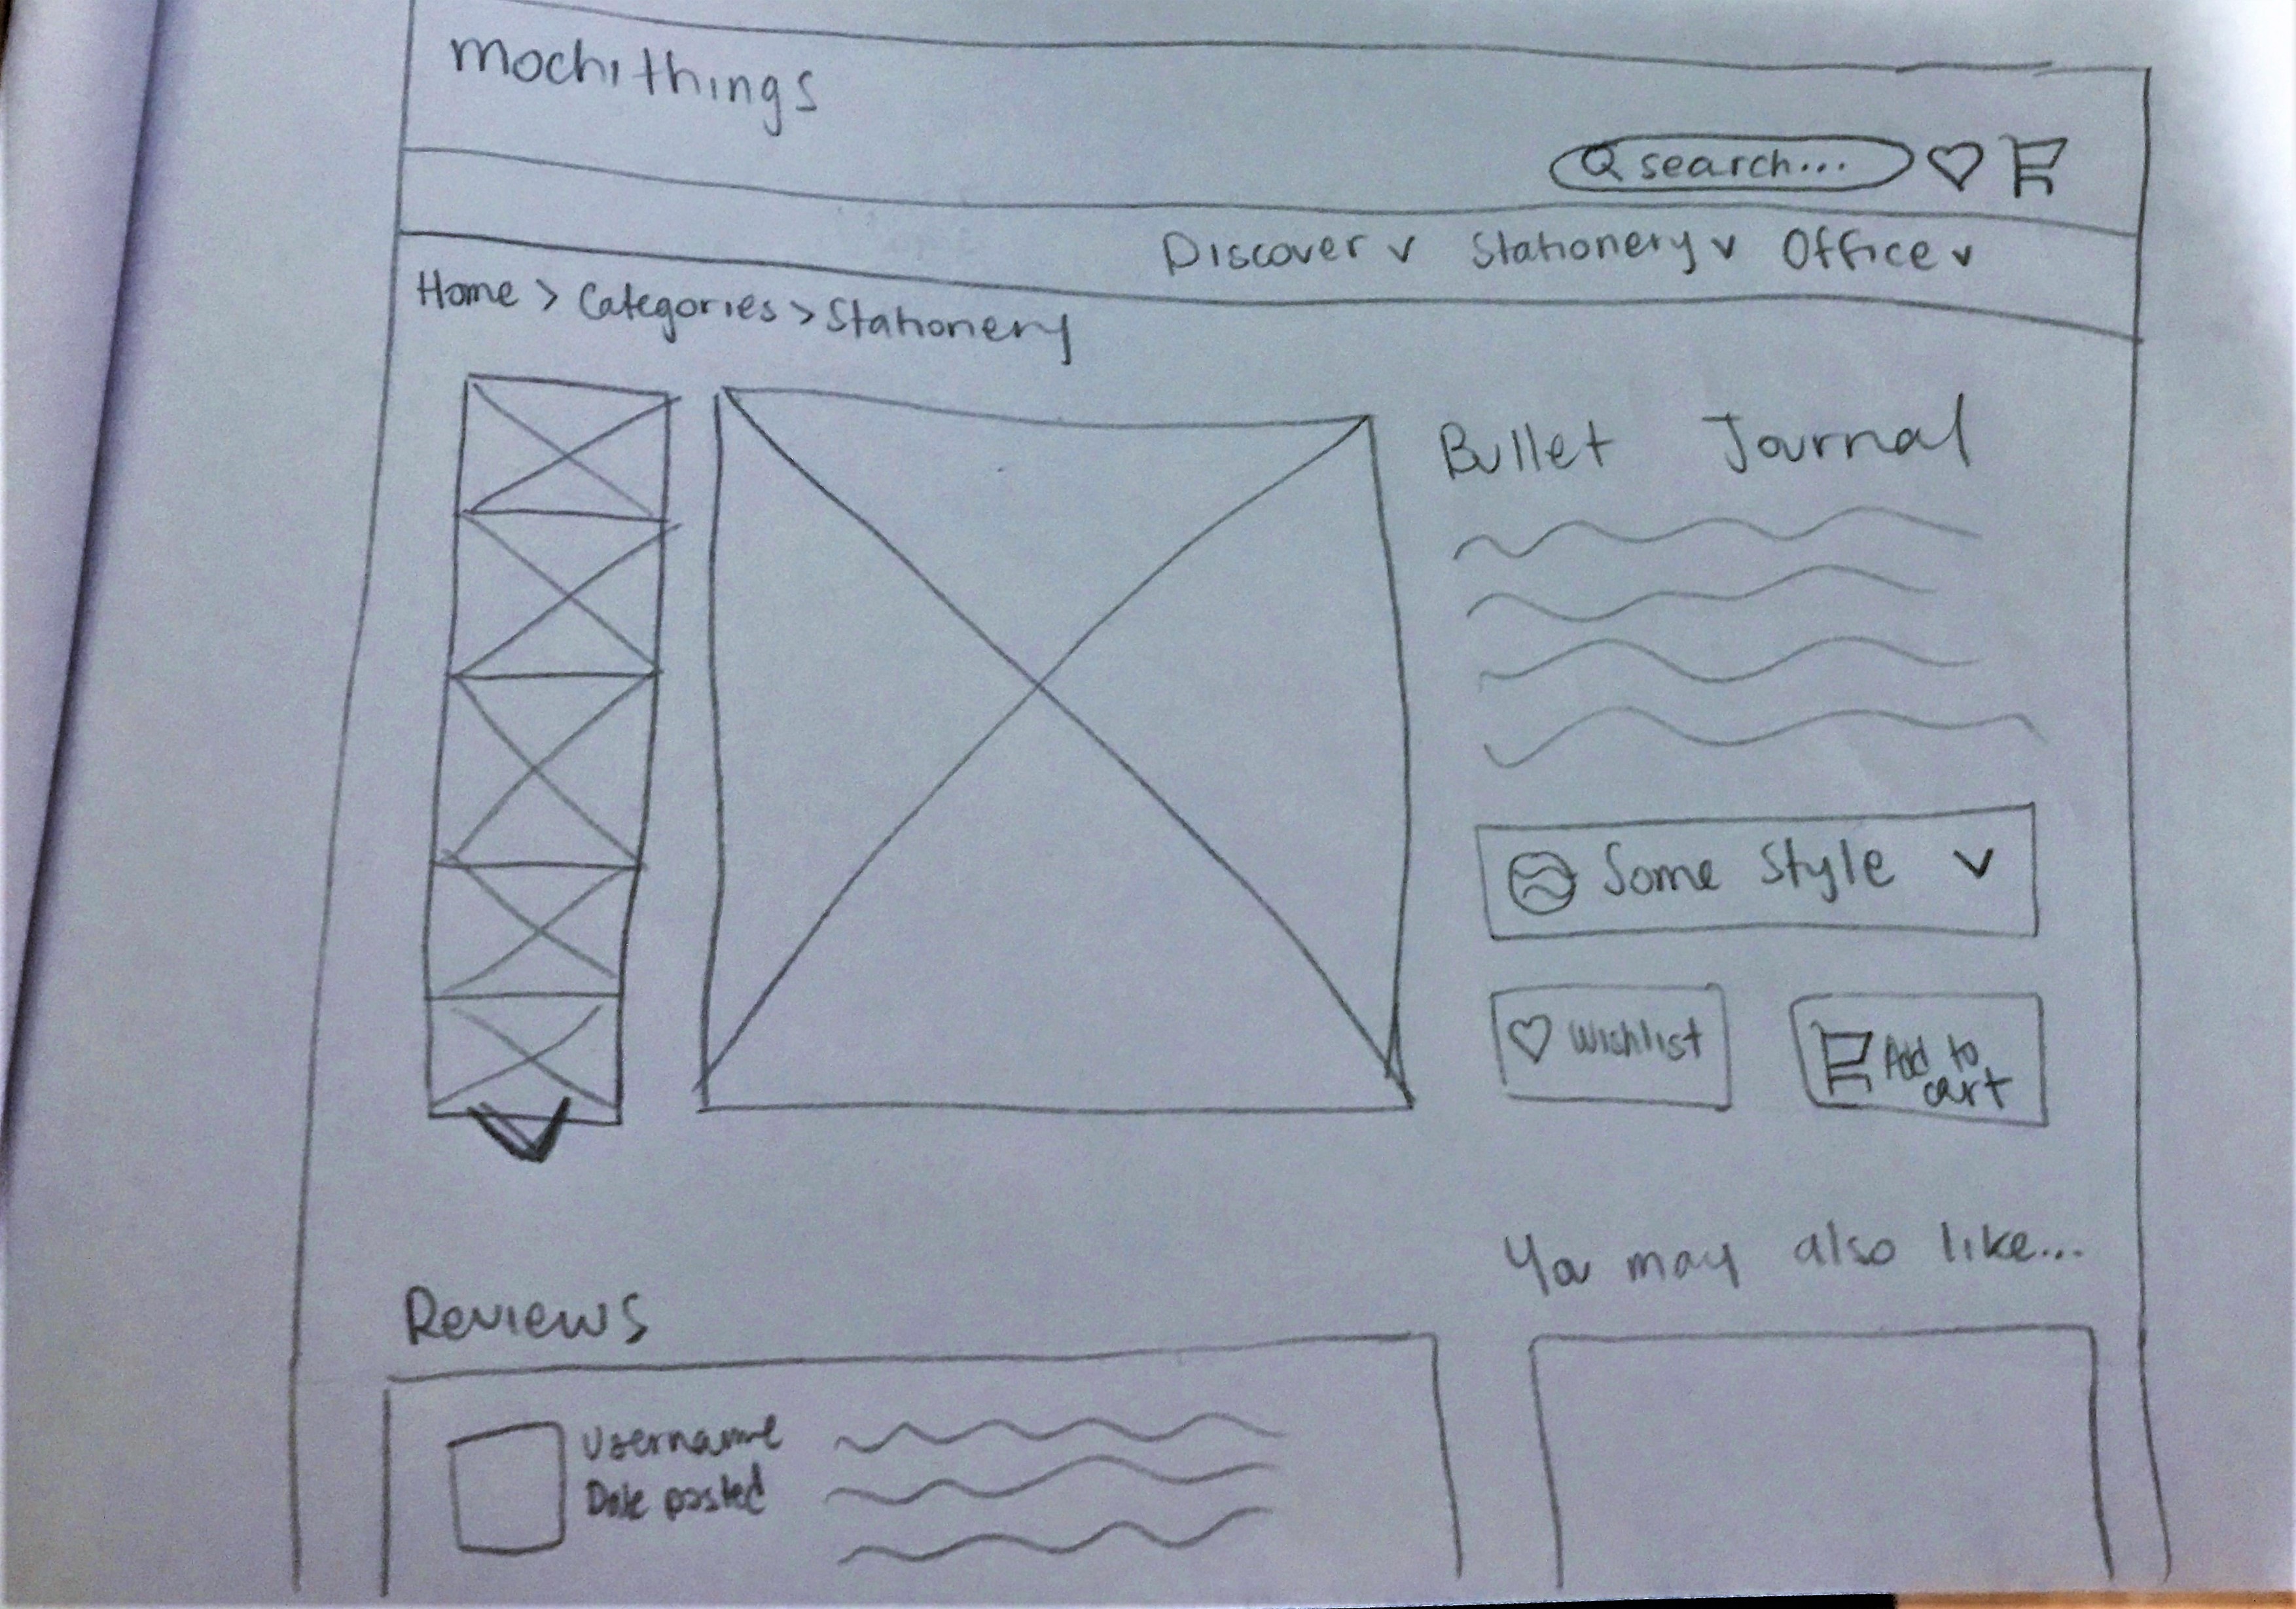 mochithings
search...
Discover v Stationery v Office v
Home > Categories > Stationery
Bullet Journal
Some Style v
Wishlist
Add to
cart
You may also like...
Reviews
Username
Date posted